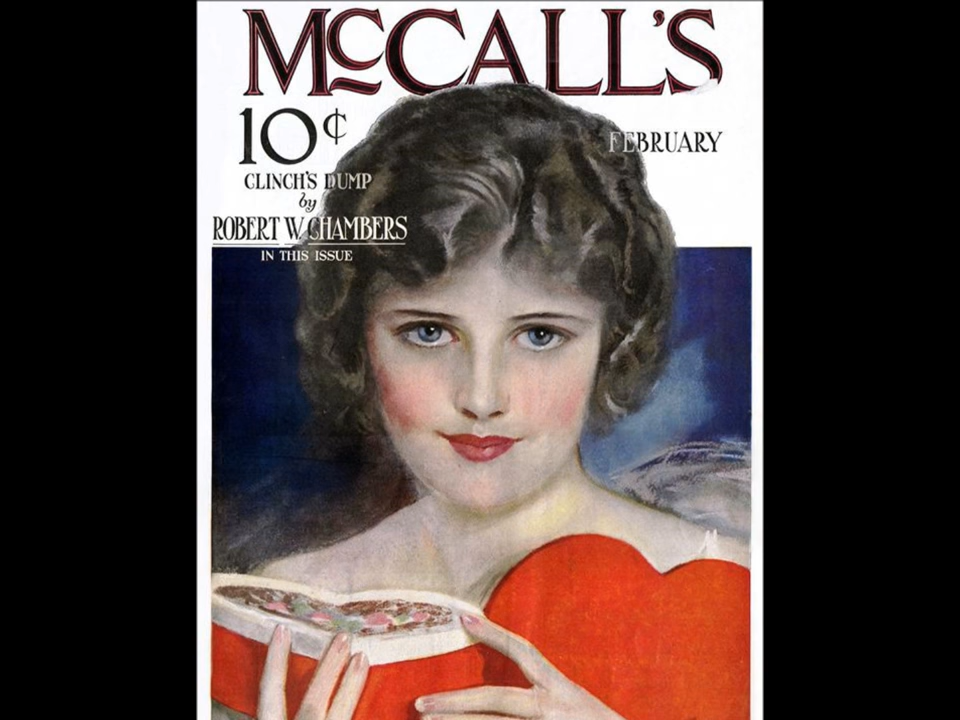 McCALL'S
10¢
FEBRUARY
CLINCH'S DUMP
by
ROBERT W. CHAMBERS
IN THIS ISSUE